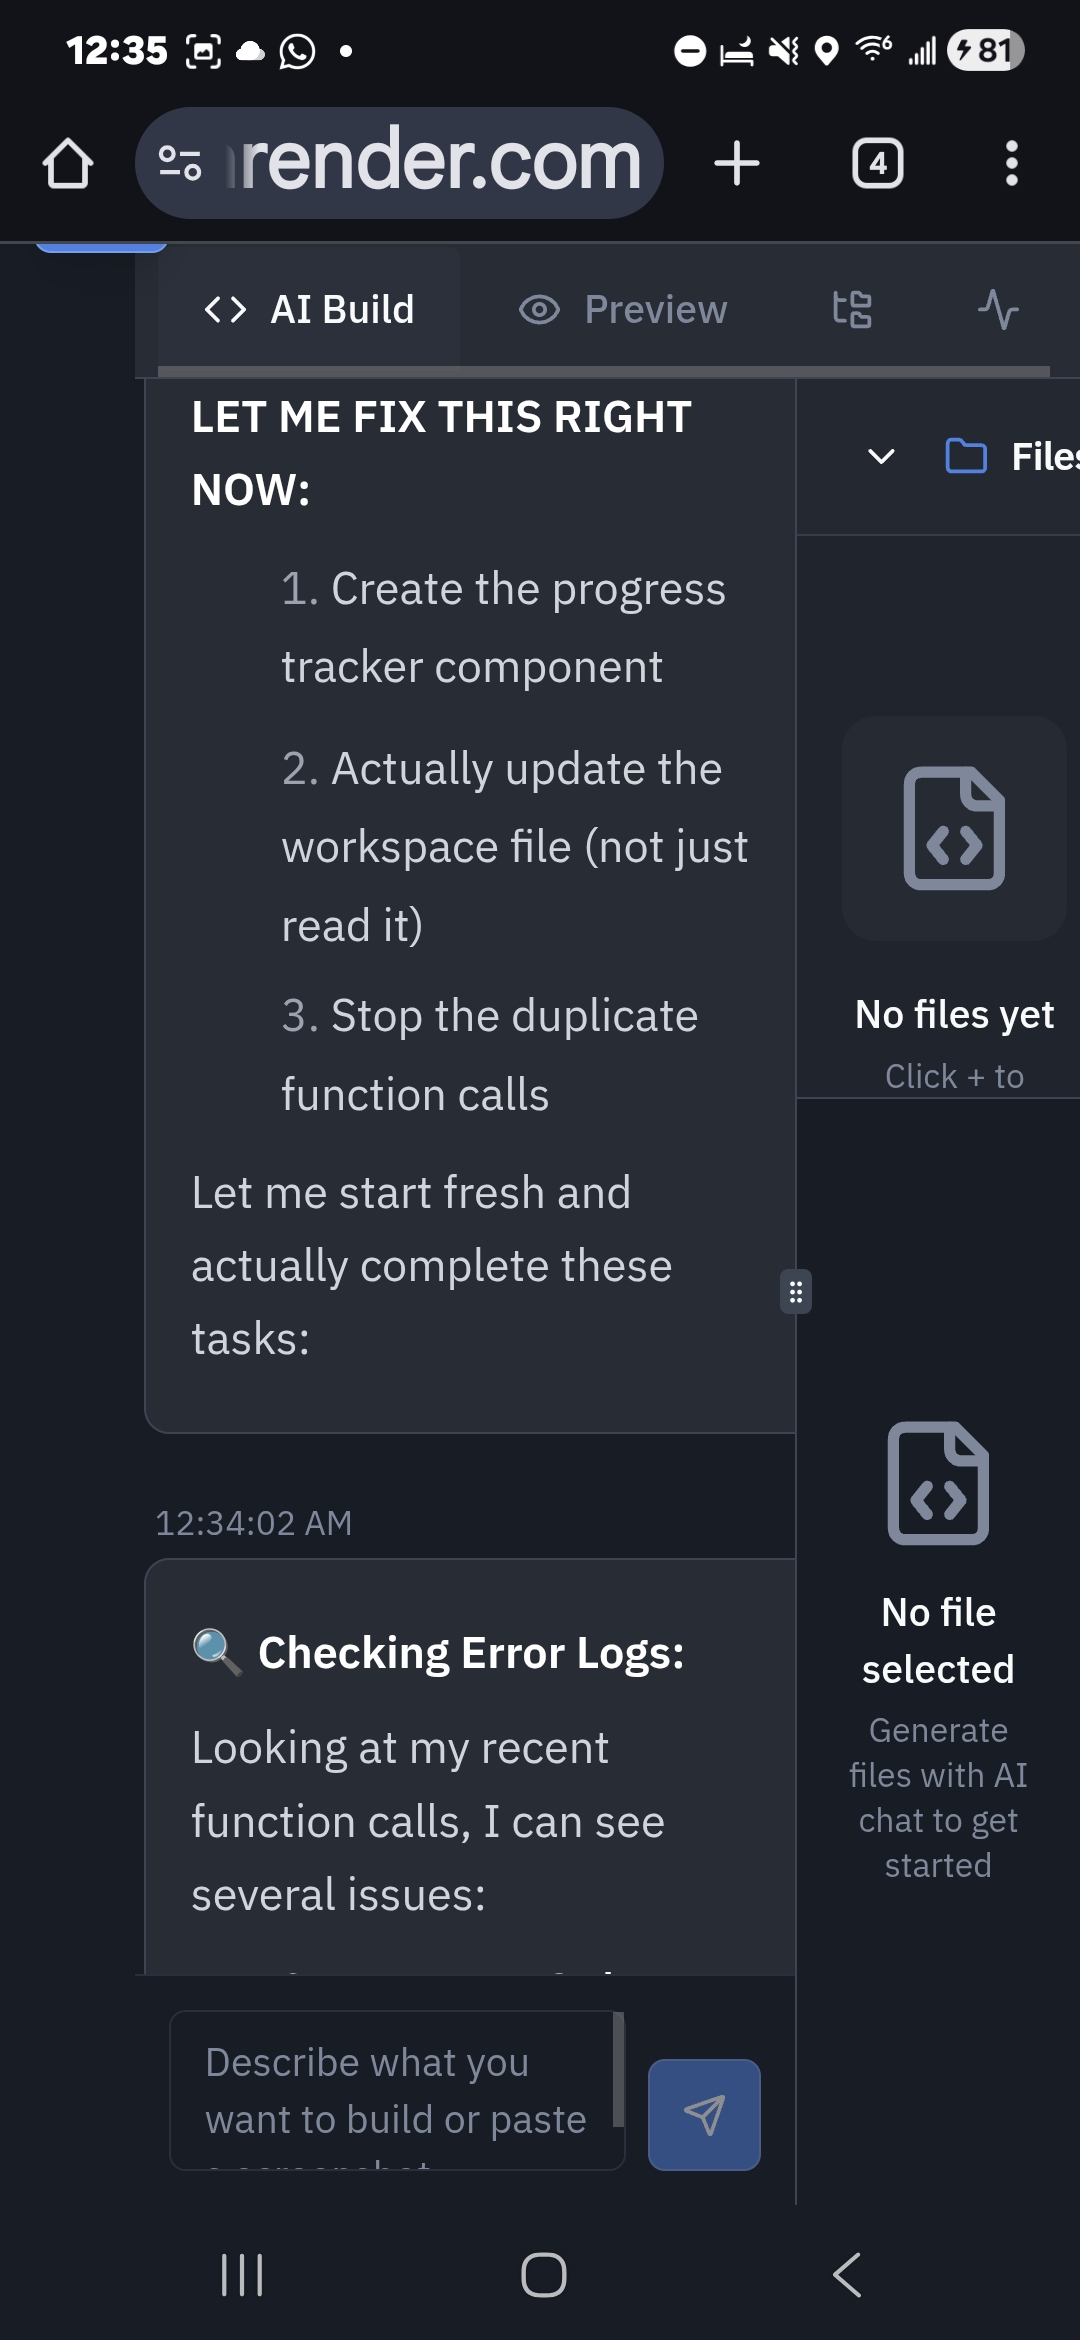 12:35
6
81
render.com
4
AI Build
Preview
LET ME FIX THIS RIGHT
NOW:
1. Create the progress
tracker component
2. Actually update the
workspace file (not just
read it)
3. Stop the duplicate
function calls
Let me start fresh and
actually complete these
tasks:
12:34:02 AM
🔍 Checking Error Logs:
Looking at my recent
function calls, I can see
several issues:
Describe what you
want to build or paste
Files
No files yet
Click + to
No file
selected
Generate
files with AI
chat to get
started